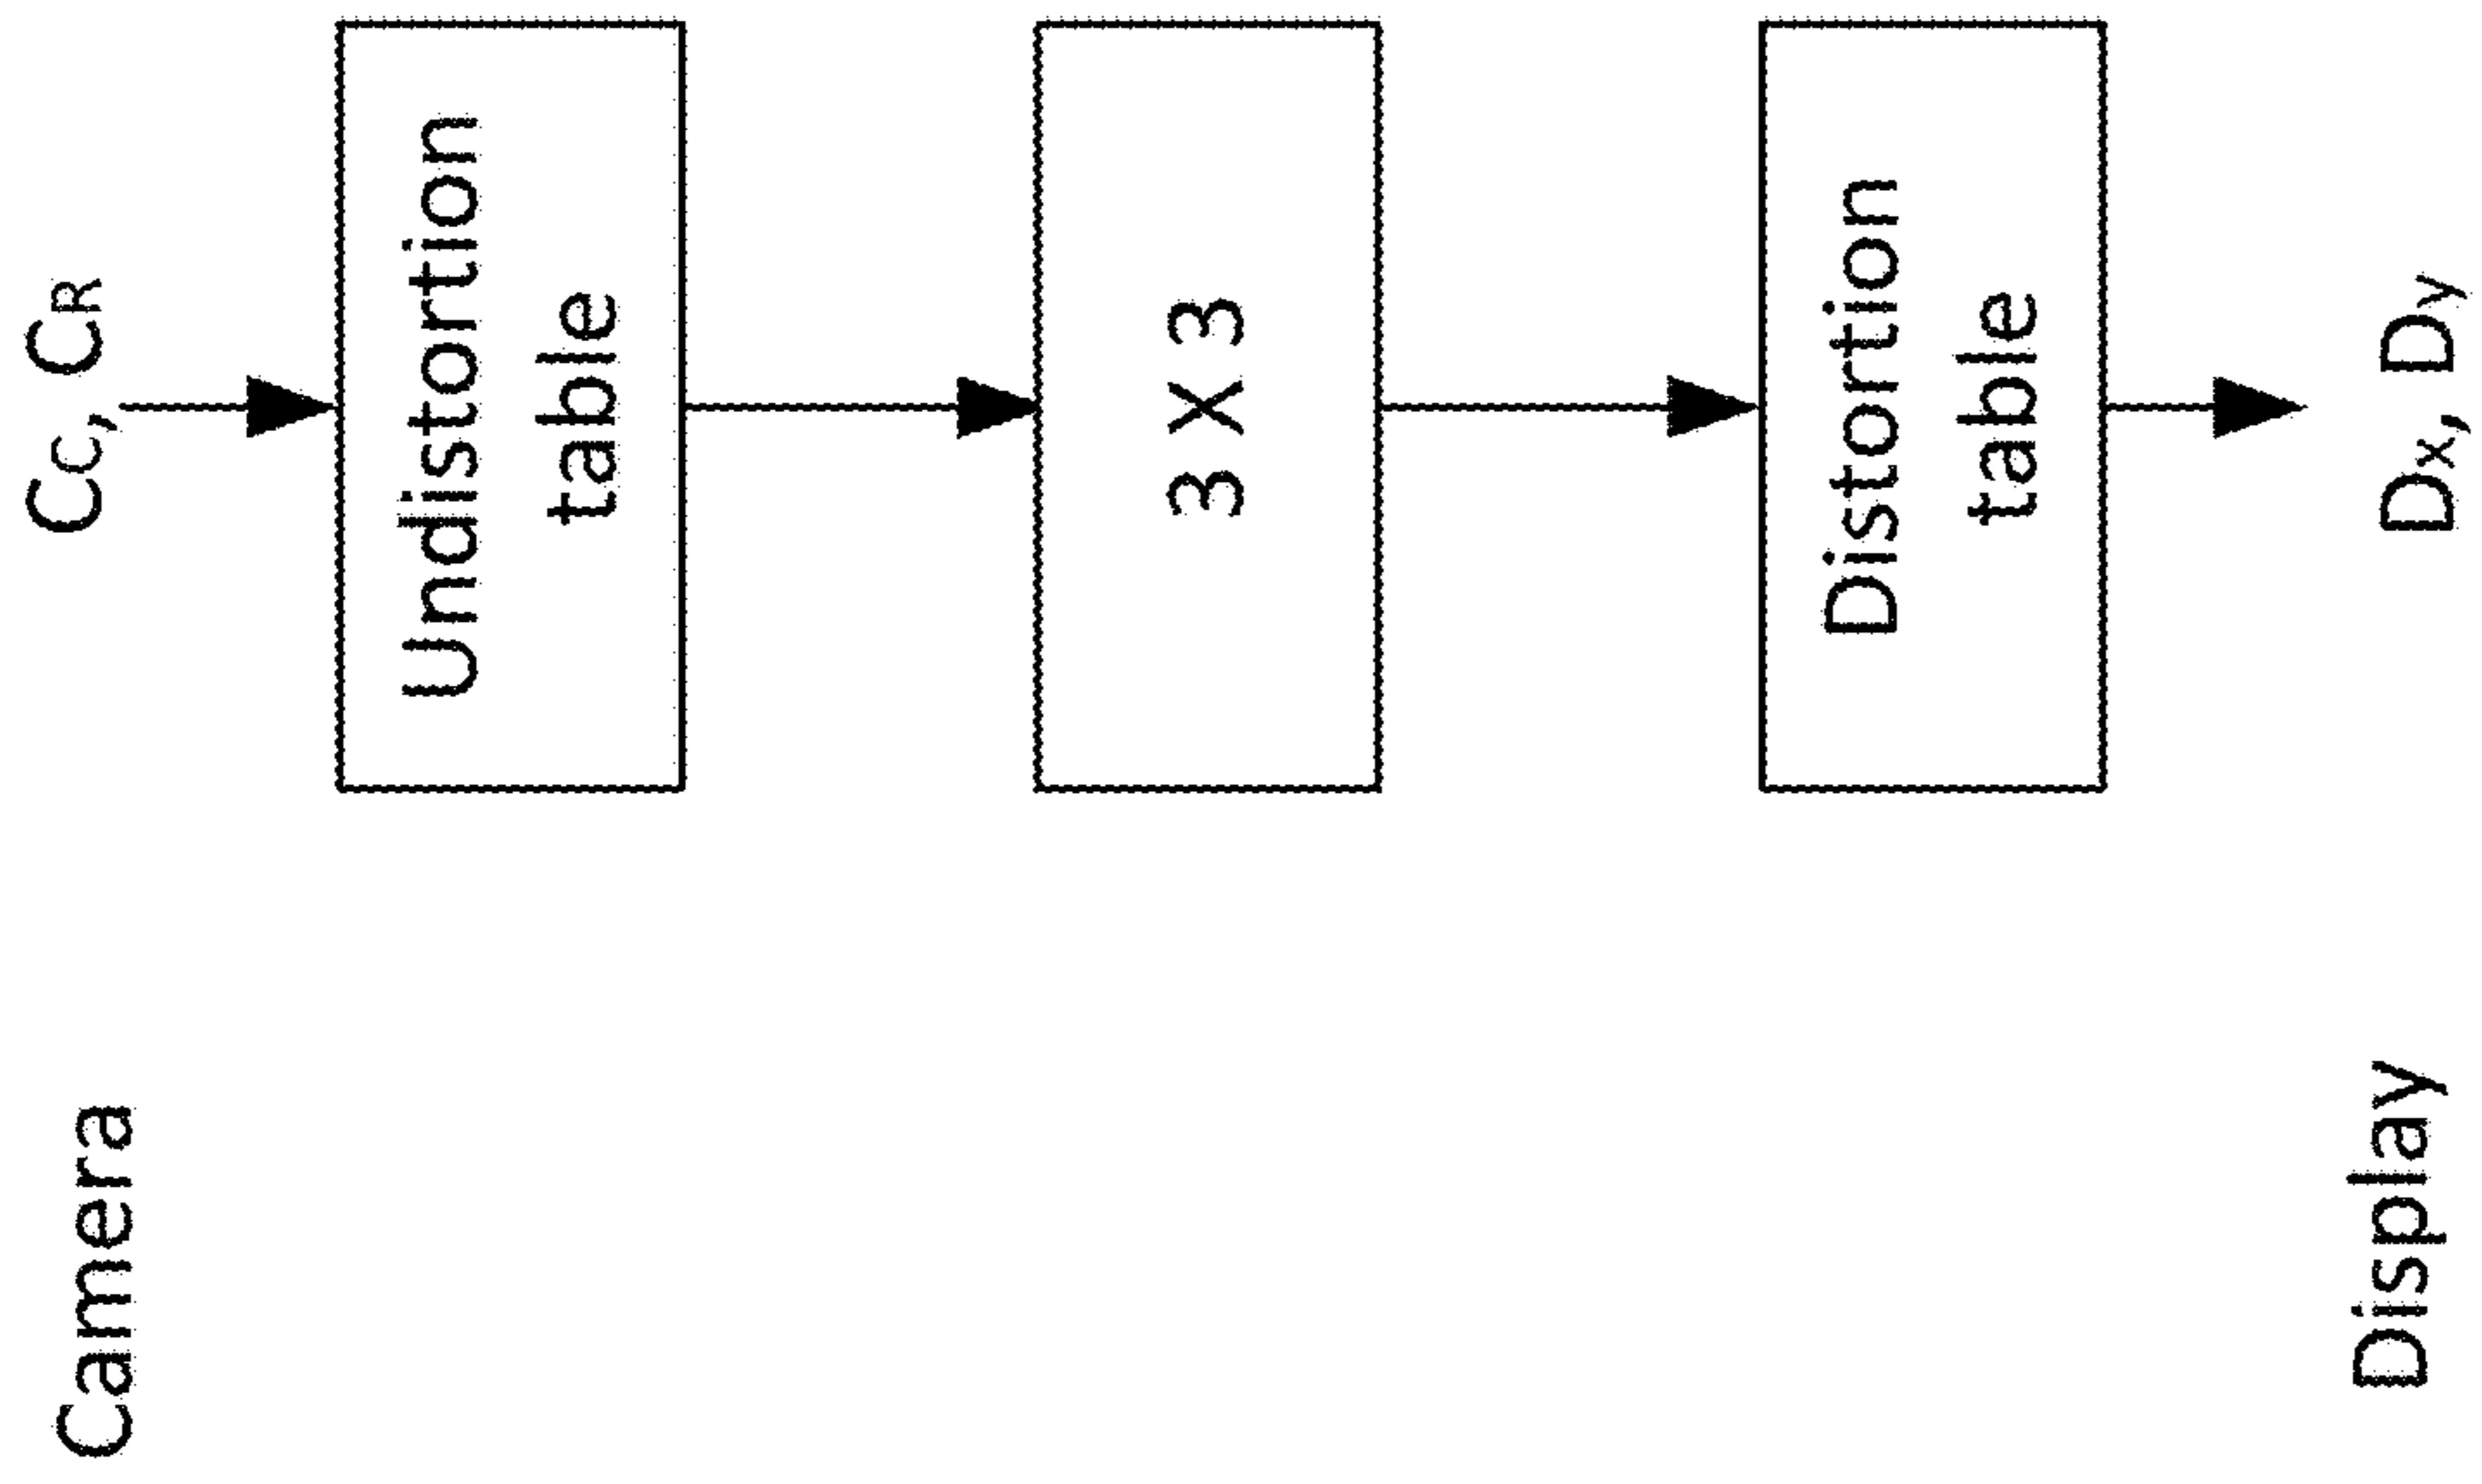 Camera
Cc, CR
Undistortion
table
3 X 3
Distortion
table
Display
Dx, Dy